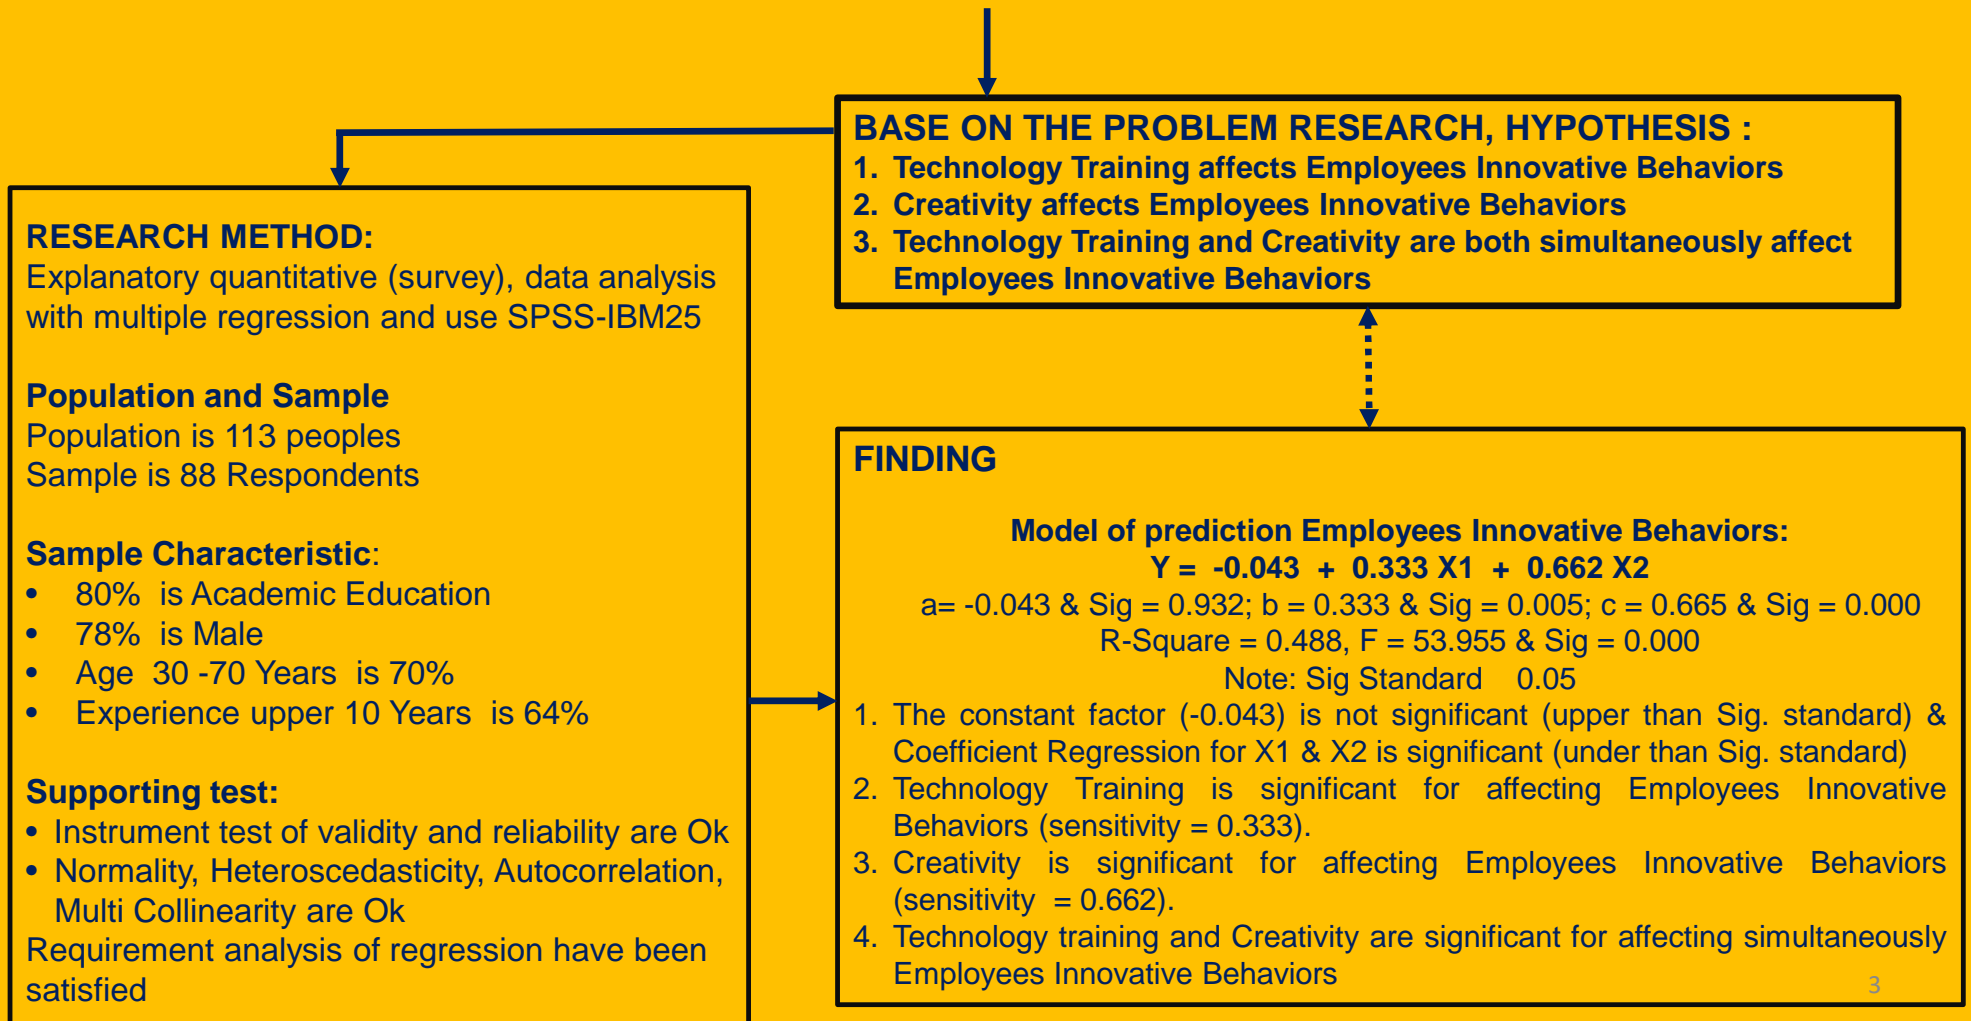 BASE ON THE PROBLEM RESEARCH, HYPOTHESIS :
1. Technology Training affects Employees Innovative Behaviors
2. Creativity affects Employees Innovative Behaviors
3. Technology Training and Creativity are both simultaneously affect
Employees Innovative Behaviors
RESEARCH METHOD:
Explanatory quantitative (survey), data analysis
with multiple regression and use SPSS-IBM25
Population and Sample
Population is 113 peoples
Sample is 88 Respondents
Sample Characteristic:
• 80% is Academic Education
• 78% is Male
• Age 30 -70 Years is 70%
• Experience upper 10 Years is 64%
Supporting test:
• Instrument test of validity and reliability are Ok
• Normality, Heteroscedasticity, Autocorrelation,
Multi Collinearity are Ok
Requirement analysis of regression have been
satisfied
FINDING
Model of prediction Employees Innovative Behaviors:
Y = -0.043 + 0.333 X1 + 0.662 X2
a= -0.043 & Sig = 0.932; b = 0.333 & Sig = 0.005; c = 0.665 & Sig = 0.000
R-Square = 0.488, F = 53.955 & Sig = 0.000
Note: Sig Standard 0.05
1. The constant factor (-0.043) is not significant (upper than Sig. standard) &
Coefficient Regression for X1 & X2 is significant (under than Sig. standard)
2. Technology Training is significant for affecting Employees Innovative
Behaviors (sensitivity = 0.333).
3. Creativity is significant for affecting Employees Innovative Behaviors
(sensitivity = 0.662).
4. Technology training and Creativity are significant for affecting simultaneously
Employees Innovative Behaviors
3